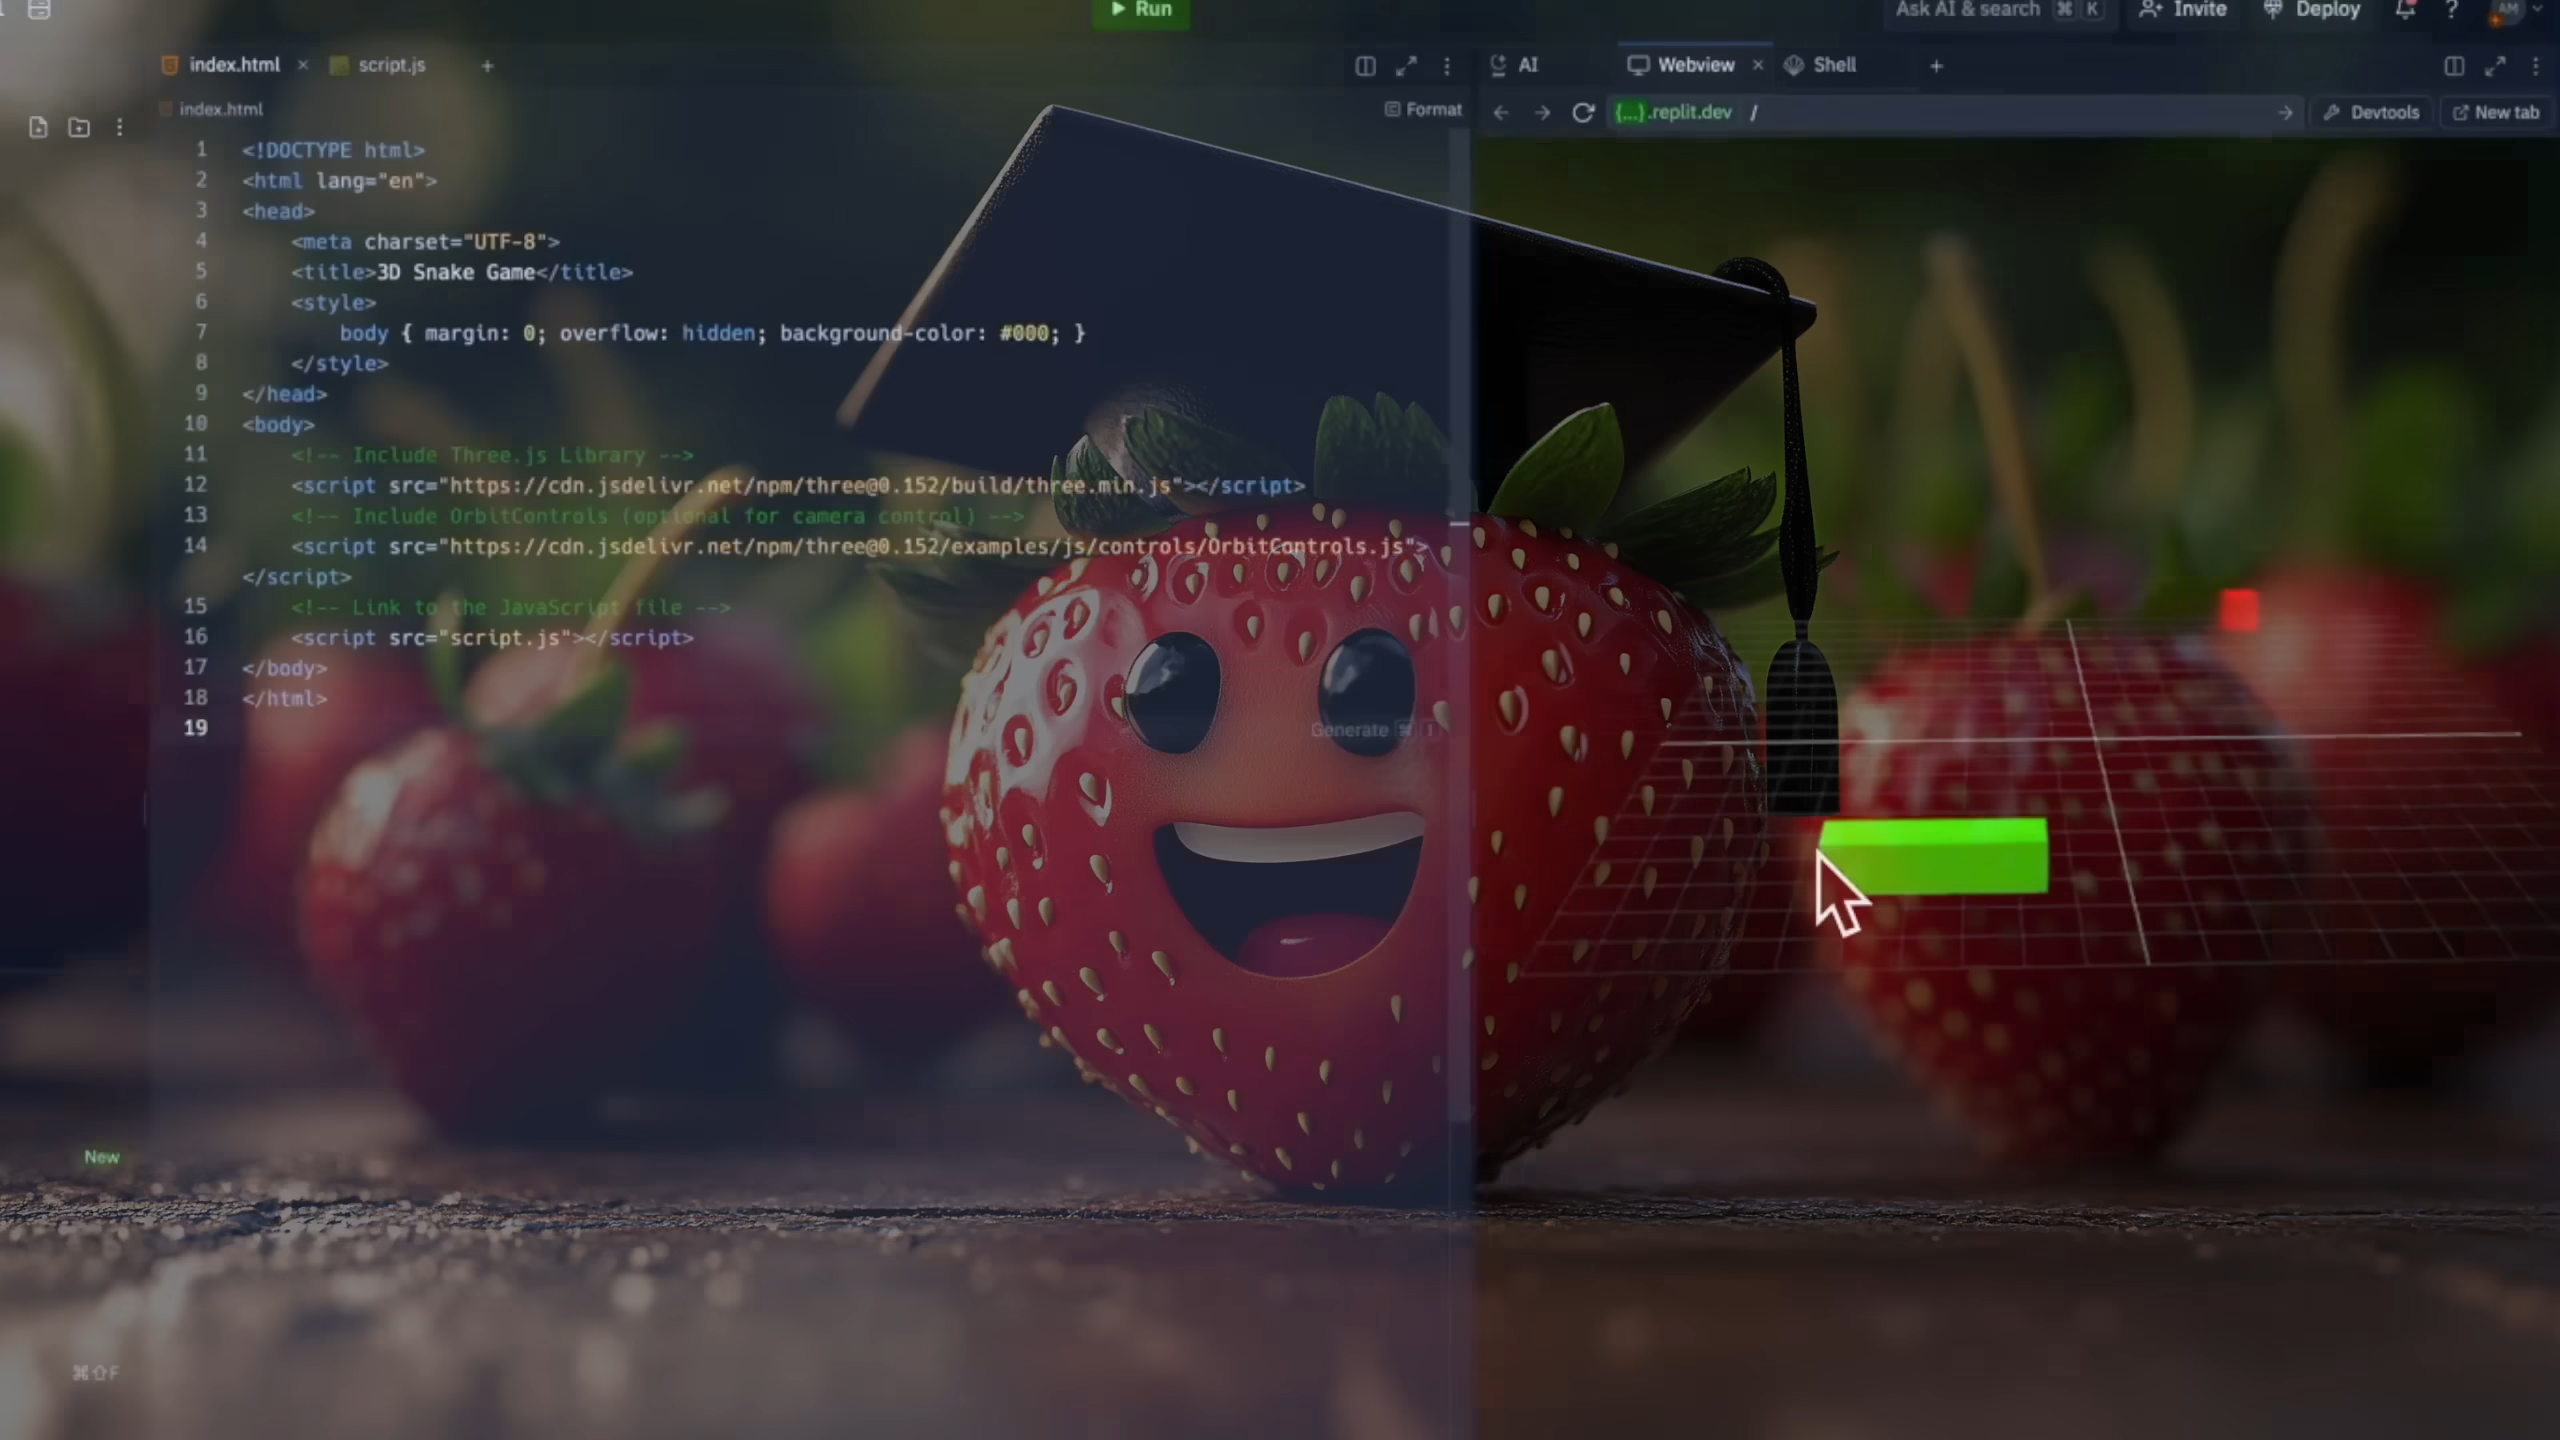 Run
Ask AI & search ⌘ K Invite Deploy ? AM
index.html × script.js +
AI Webview × Shell +
index.html
Format
{...}.replit.dev /
Devtools New tab
1 <!DOCTYPE html>
2 <html lang="en">
3 <head>
4 <meta charset="UTF-8">
5 <title>3D Snake Game</title>
6 <style>
7 body { margin: 0; overflow: hidden; background-color: #000; }
8 </style>
9 </head>
10 <body>
11 <!-- Include Three.js Library -->
12 <script src="https://cdn.jsdelivr.net/npm/three@0.152/build/three.min.js"></script>
13 <!-- Include OrbitControls (optional for camera control) -->
14 <script src="https://cdn.jsdelivr.net/npm/three@0.152/examples/js/controls/OrbitControls.js">
</script>
15 <!-- Link to the JavaScript file -->
16 <script src="script.js"></script>
17 </body>
18 </html>
19
Generate ⌘ I
New
⌘⇧F